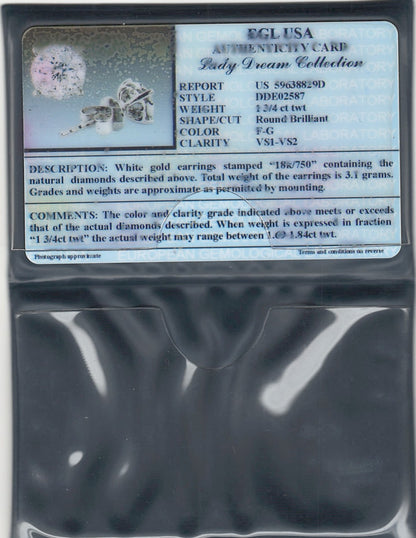 EGL USA
AUTHENTICITY CARD
Lady Dream Collection
REPORT US 59638829D
STYLE DDE02587
WEIGHT 1 3/4 ct twt
SHAPE/CUT Round Brilliant
COLOR F-G
CLARITY VS1-VS2
DESCRIPTION: White gold earrings stamped "18k/750" containing the
natural diamonds described above. Total weight of the earrings is 3.1 grams.
Grades and weights are approximate as permitted by mounting.
COMMENTS: The color and clarity grade indicated above meets or exceeds
that of the actual diamonds described. When weight is expressed in fraction
"1 3/4ct twt" the actual weight may range between 1.84ct twt.
Photograph approximate Terms and conditions on reverse
EUROPEAN GEMOLOGICAL LABORATORY